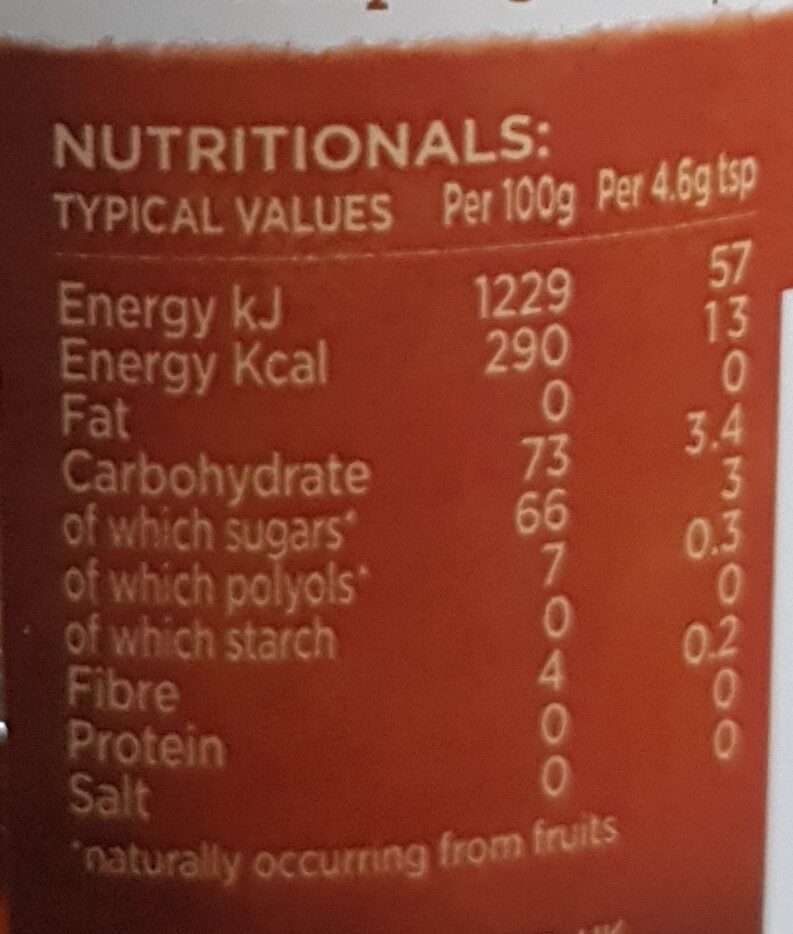 NUTRITIONALS:
TYPICAL VALUES Per 100g Per 4.6g tsp
Energy kJ 1229 57
Energy Kcal 290 13
Fat 0 0
Carbohydrate 73 3.4
of which sugars* 66 3
of which polyols* 7 0.3
of which starch 0 0
Fibre 4 0.2
Protein 0 0
Salt 0 0
*naturally occurring from fruits